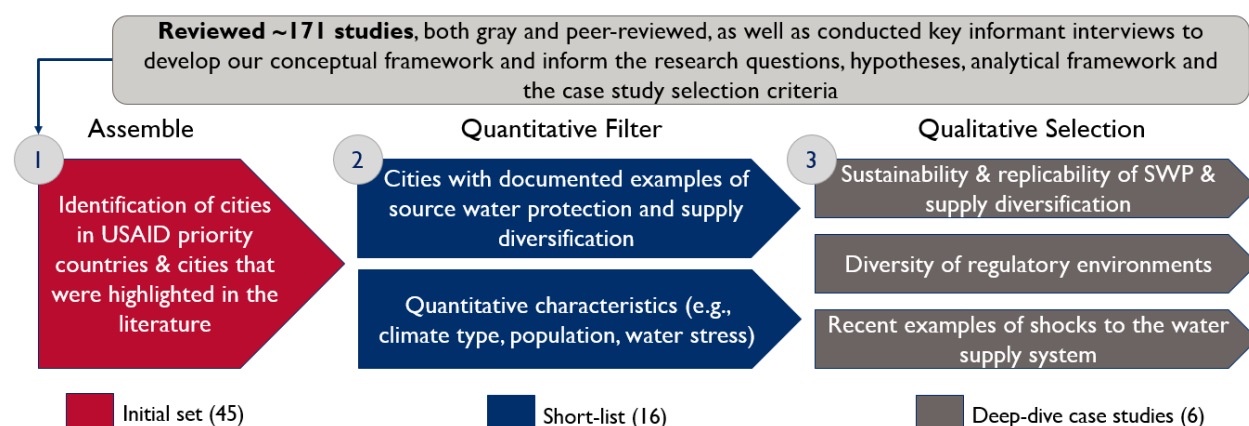 Reviewed ~171 studies, both gray and peer-reviewed, as well as conducted key informant interviews to
develop our conceptual framework and inform the research questions, hypotheses, analytical framework and
the case study selection criteria
Assemble
Quantitative Filter
Qualitative Selection
1
Identification of cities
in USAID priority
countries & cities that
were highlighted in the
literature
2
Cities with documented examples of
source water protection and supply
diversification
Quantitative characteristics (e.g.,
climate type, population, water stress)
3
Sustainability & replicability of SWP &
supply diversification
Diversity of regulatory environments
Recent examples of shocks to the water
supply system
Initial set (45)
Short-list (16)
Deep-dive case studies (6)